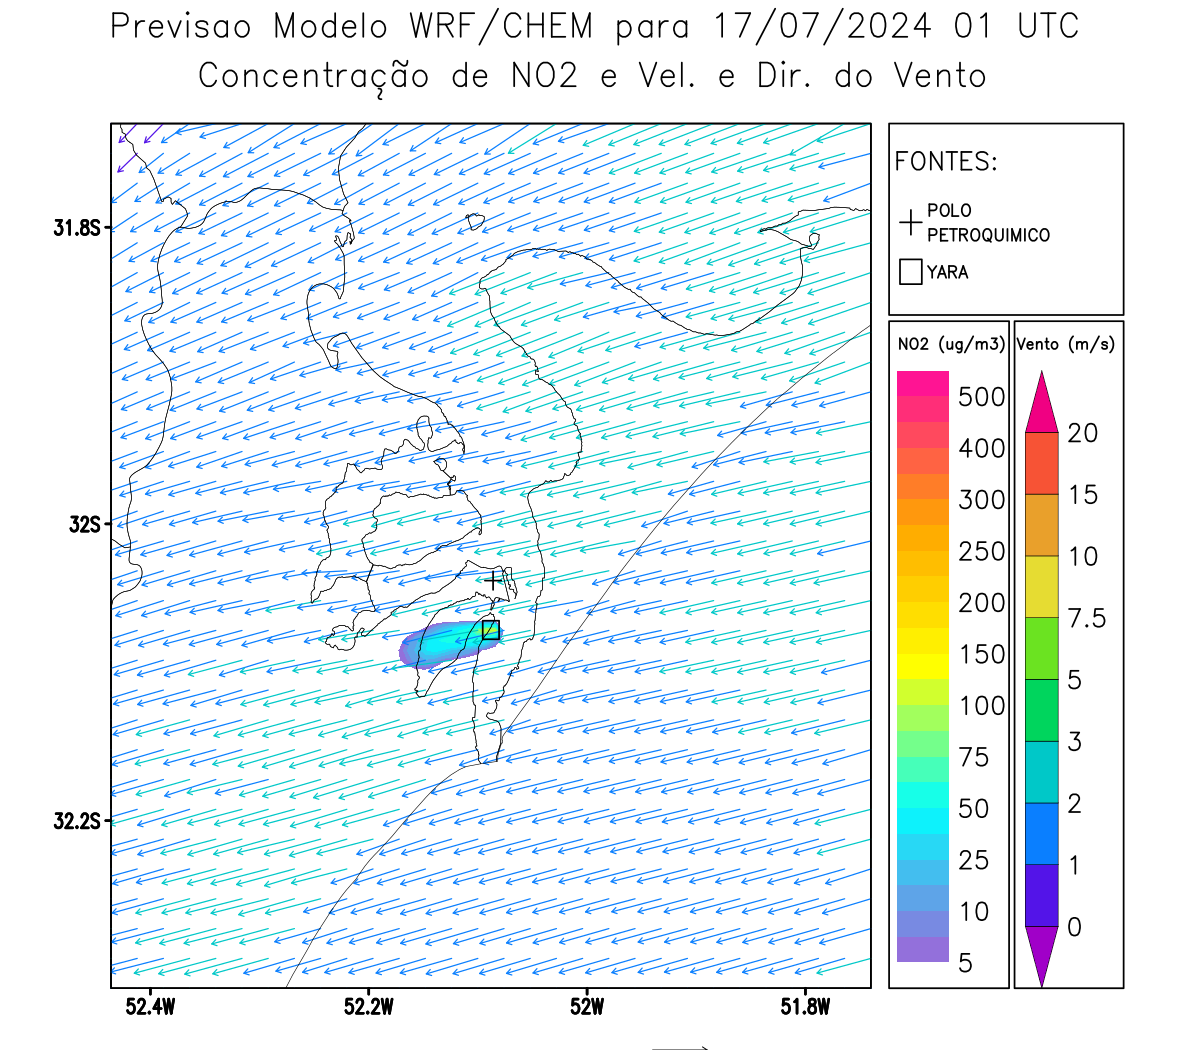 Previsao Modelo WRF/CHEM para 17/07/2024 01 UTC
Concentração de NO2 e Vel. e Dir. do Vento
FONTES:
POLO
PETROQUIMICO
YARA
NO2 (ug/m3)
Vento (m/s)
500
400
300
250
200
150
100
75
50
25
10
5
20
15
10
7.5
5
3
2
1
0
31.8S
32S
32.2S
52.4W
52.2W
52W
51.8W